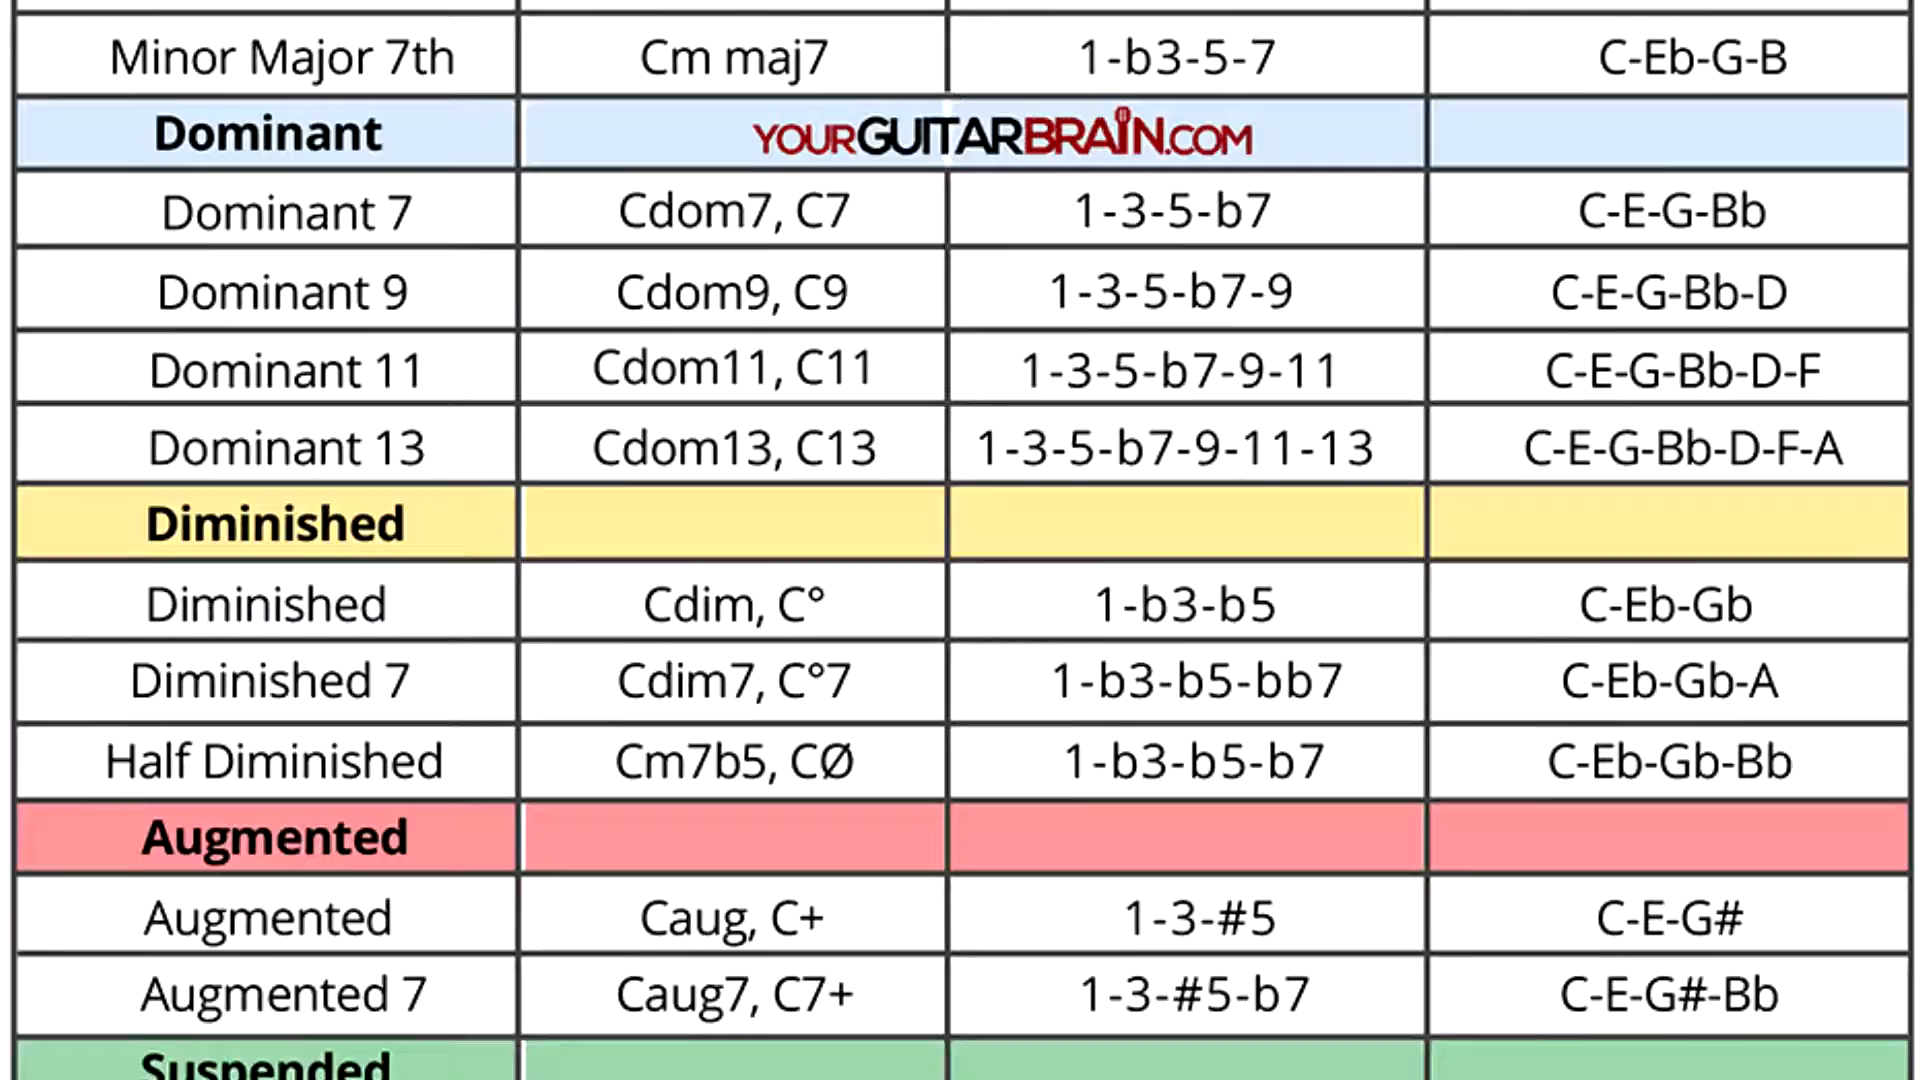 Minor Major 7th Cm maj7 1-b3-5-7 C-Eb-G-B
Dominant YOURGUITARBRAIN.COM
Dominant 7 Cdom7, C7 1-3-5-b7 C-E-G-Bb
Dominant 9 Cdom9, C9 1-3-5-b7-9 C-E-G-Bb-D
Dominant 11 Cdom11, C11 1-3-5-b7-9-11 C-E-G-Bb-D-F
Dominant 13 Cdom13, C13 1-3-5-b7-9-11-13 C-E-G-Bb-D-F-A
Diminished
Diminished Cdim, C° 1-b3-b5 C-Eb-Gb
Diminished 7 Cdim7, C°7 1-b3-b5-bb7 C-Eb-Gb-A
Half Diminished Cm7b5, CØ 1-b3-b5-b7 C-Eb-Gb-Bb
Augmented
Augmented Caug, C+ 1-3-#5 C-E-G#
Augmented 7 Caug7, C7+ 1-3-#5-b7 C-E-G#-Bb
Suspended